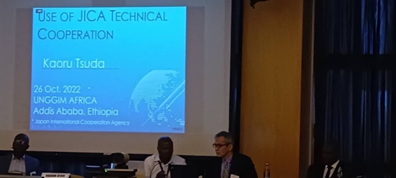 USE OF JICA TECHNICAL
COOPERATION
Kaoru Tsuda
26 Oct, 2022
UNGGIM AFRICA
Addis Ababa, Ethiopia
Japan International Cooperation Agency